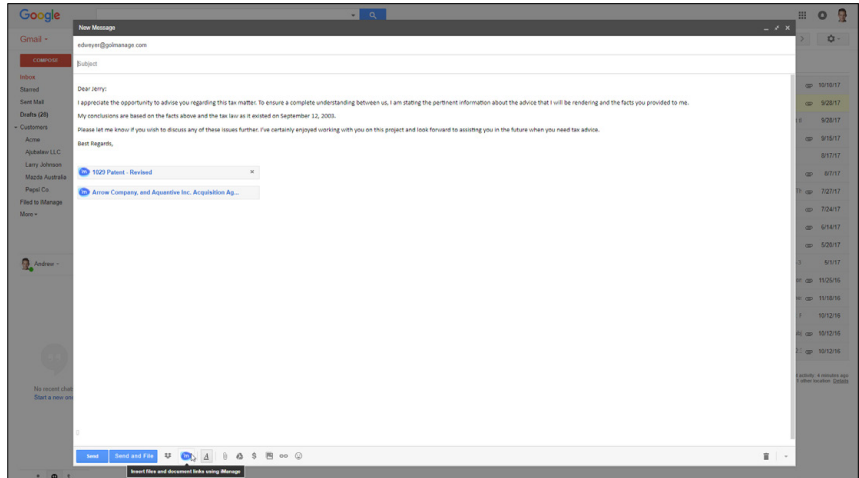 Google
Gmail
COMPOSE
Inbox
Starred
Sent Mail
Drafts (20)
Customers
Acme
Ajubalaw LLC
Larry Johnson
Mazda Australia
Papal Co
Filed to iManage
More
Andrew
No recent chat
Start a new one
New Message
edwyer@golmanage.com
Subject
Dear Jerry:
I appreciate the opportunity to advise you regarding this tax matter. To ensure a complete understanding between us, I am stating the pertinent information about the advice that I will be rendering and the facts you provided to me.
My conclusions are based on the facts above and the tax law as it existed on September 12, 2003.
Please let me know if you wish to discuss any of these issues further. I've certainly enjoyed working with you on this project and look forward to assisting you in the future when you need tax advice.
Best Regards,
1029 Patent - Revised
Arrow Company, and Aquantive Inc. Acquisition Ag...
Send
Send and File
Insert files and document links using iManage
10/10/17
9/28/17
9/28/17
9/15/17
8/17/17
8/7/17
7/27/17
7/24/17
6/14/17
5/20/17
5/1/17
11/25/16
11/18/16
10/12/16
10/12/16
10/12/16
activity: 6 minutes ago
1 other location Details